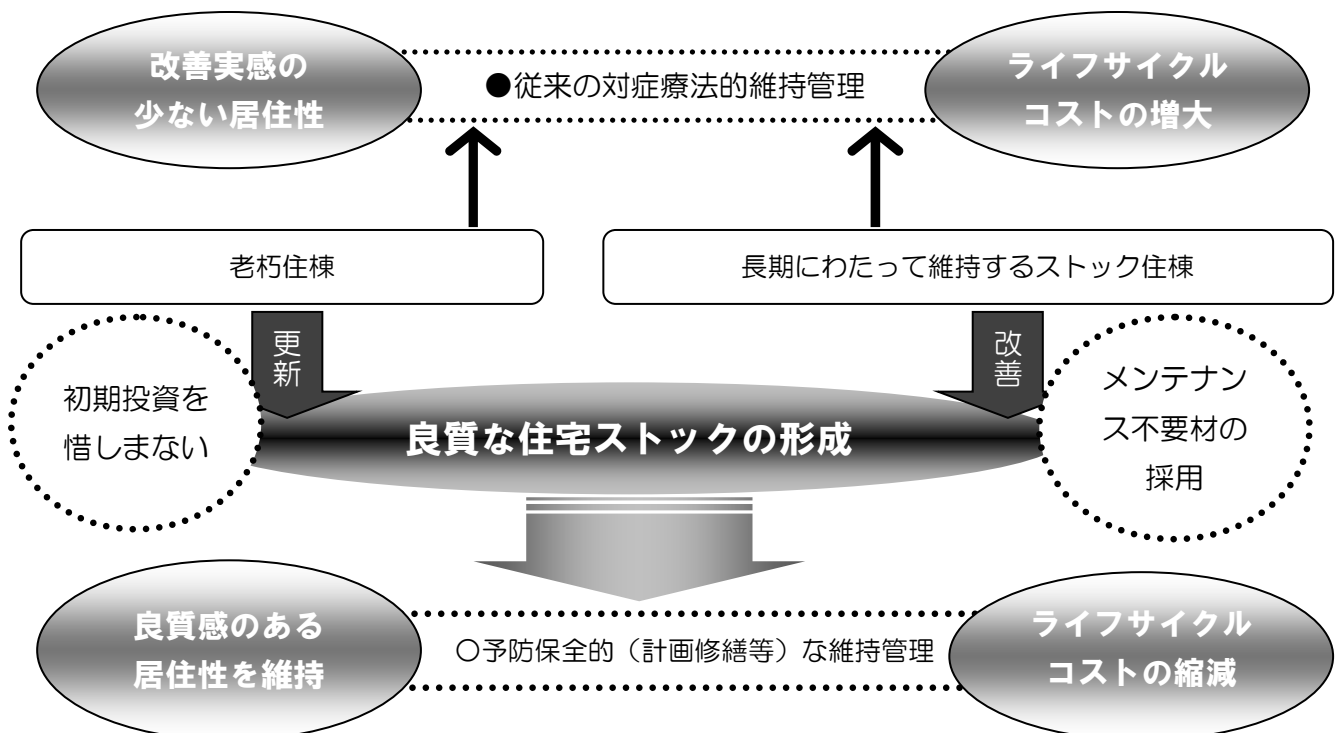 改善実感の
少ない居住性
●従来の対症療法的維持管理
ライフサイクル
コストの増大
老朽住棟
長期にわたって維持するストック住棟
更新
改善
初期投資を
惜しまない
良質な住宅ストックの形成
メンテナン
ス不要材の
採用
良質感のある
居住性を維持
〇予防保全的（計画修繕等）な維持管理
ライフサイクル
コストの縮減